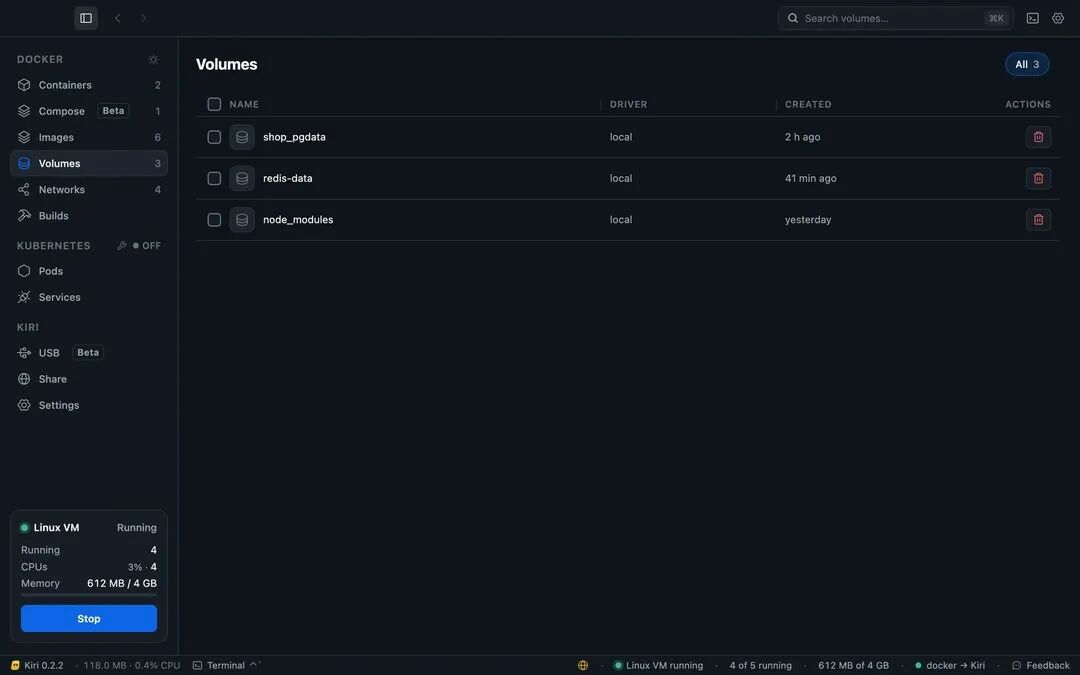 Search volumes... ⌘K
DOCKER
Containers 2
Compose Beta 1
Images 6
Volumes 3
Networks 4
Builds
KUBERNETES OFF
Pods
Services
KIRI
USB Beta
Share
Settings
Linux VM Running
Running 4
CPUs 3% · 4
Memory 612 MB / 4 GB
Stop
Volumes All 3
NAME DRIVER CREATED ACTIONS
shop_pgdata local 2 h ago
redis-data local 41 min ago
node_modules local yesterday
Kiri 0.2.2 · 118.0 MB · 0.4% CPU Terminal · Linux VM running · 4 of 5 running · 612 MB of 4 GB · docker → Kiri · Feedback